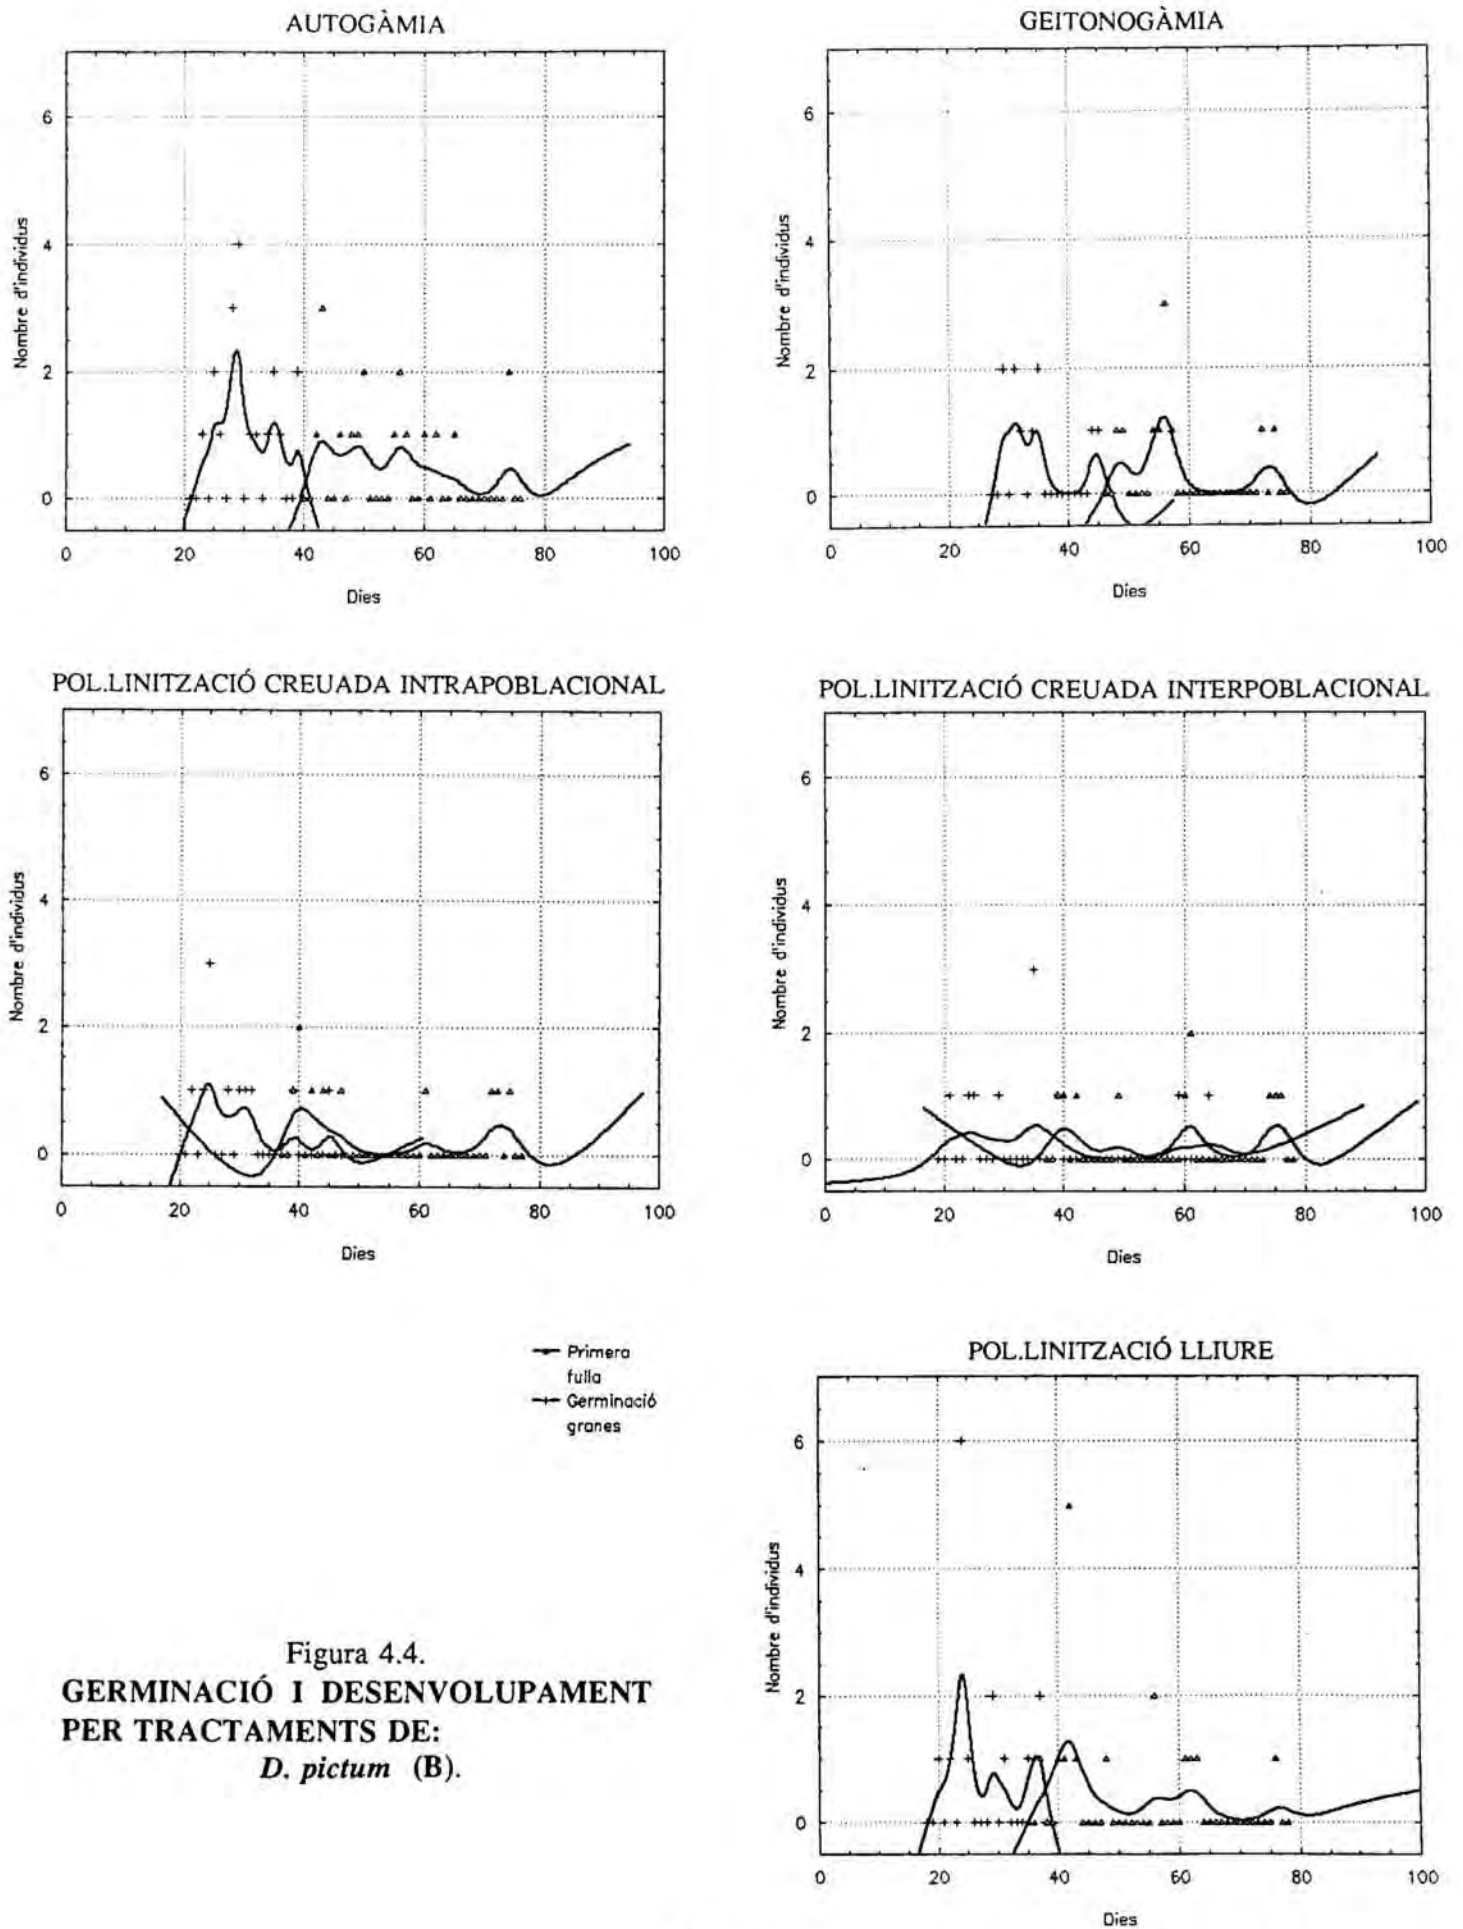 AUTOGÀMIA
6
4
2
0
Nombre d'individus
0 20 40 60 80 100
Dies
GEITONOGÀMIA
6
4
2
0
Nombre d'individus
0 20 40 60 80 100
Dies
POL.LINITZACIÓ CREUADA INTRAPOBLACIONAL
6
4
2
0
Nombre d'individus
0 20 40 60 80 100
Dies
POL.LINITZACIÓ CREUADA INTERPOBLACIONAL
6
4
2
0
Nombre d'individus
0 20 40 60 80 100
Dies
Primera
fulla
Germinació
granes
POL.LINITZACIÓ LLIURE
6
4
2
0
Nombre d'individus
0 20 40 60 80 100
Dies
Figura 4.4.
GERMINACIÓ I DESENVOLUPAMENT
PER TRACTAMENTS DE:
D. pictum (B).